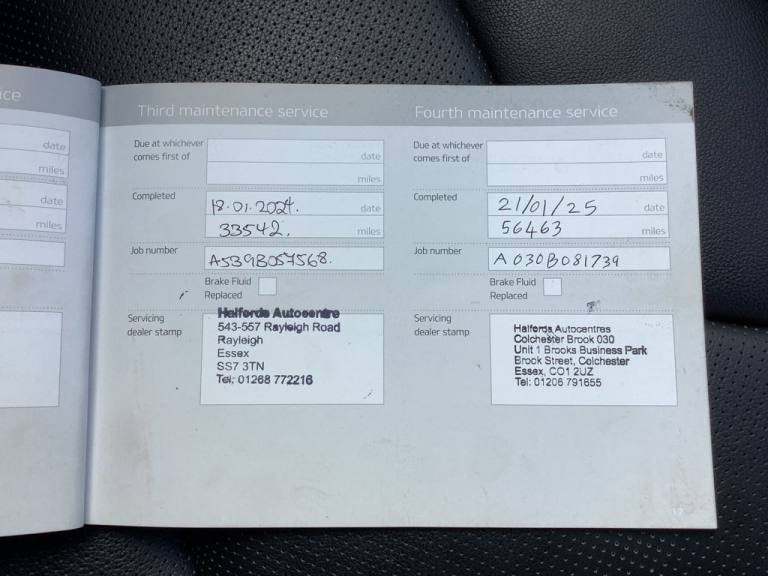 ice
date
miles
date
miles
Third maintenance service
Due at whichever
comes first of
date
miles
Completed
18.01.2024.
date
33542.
miles
Job number
A539B057568.
Brake Fluid
Replaced
Servicing
dealer stamp
Halfords Autocentre
543-557 Rayleigh Road
Rayleigh
Essex
SS7 3TN
Tel: 01268 772216
Fourth maintenance service
Due at whichever
comes first of
date
miles
Completed
21/01/25
date
56463
miles
Job number
A030B081739
Brake Fluid
Replaced
Servicing
dealer stamp
Halfords Autocentres
Colchester Brook 030
Unit 1 Brooks Business Park
Brook Street, Colchester
Essex, CO1 2UZ
Tel: 01206 791655